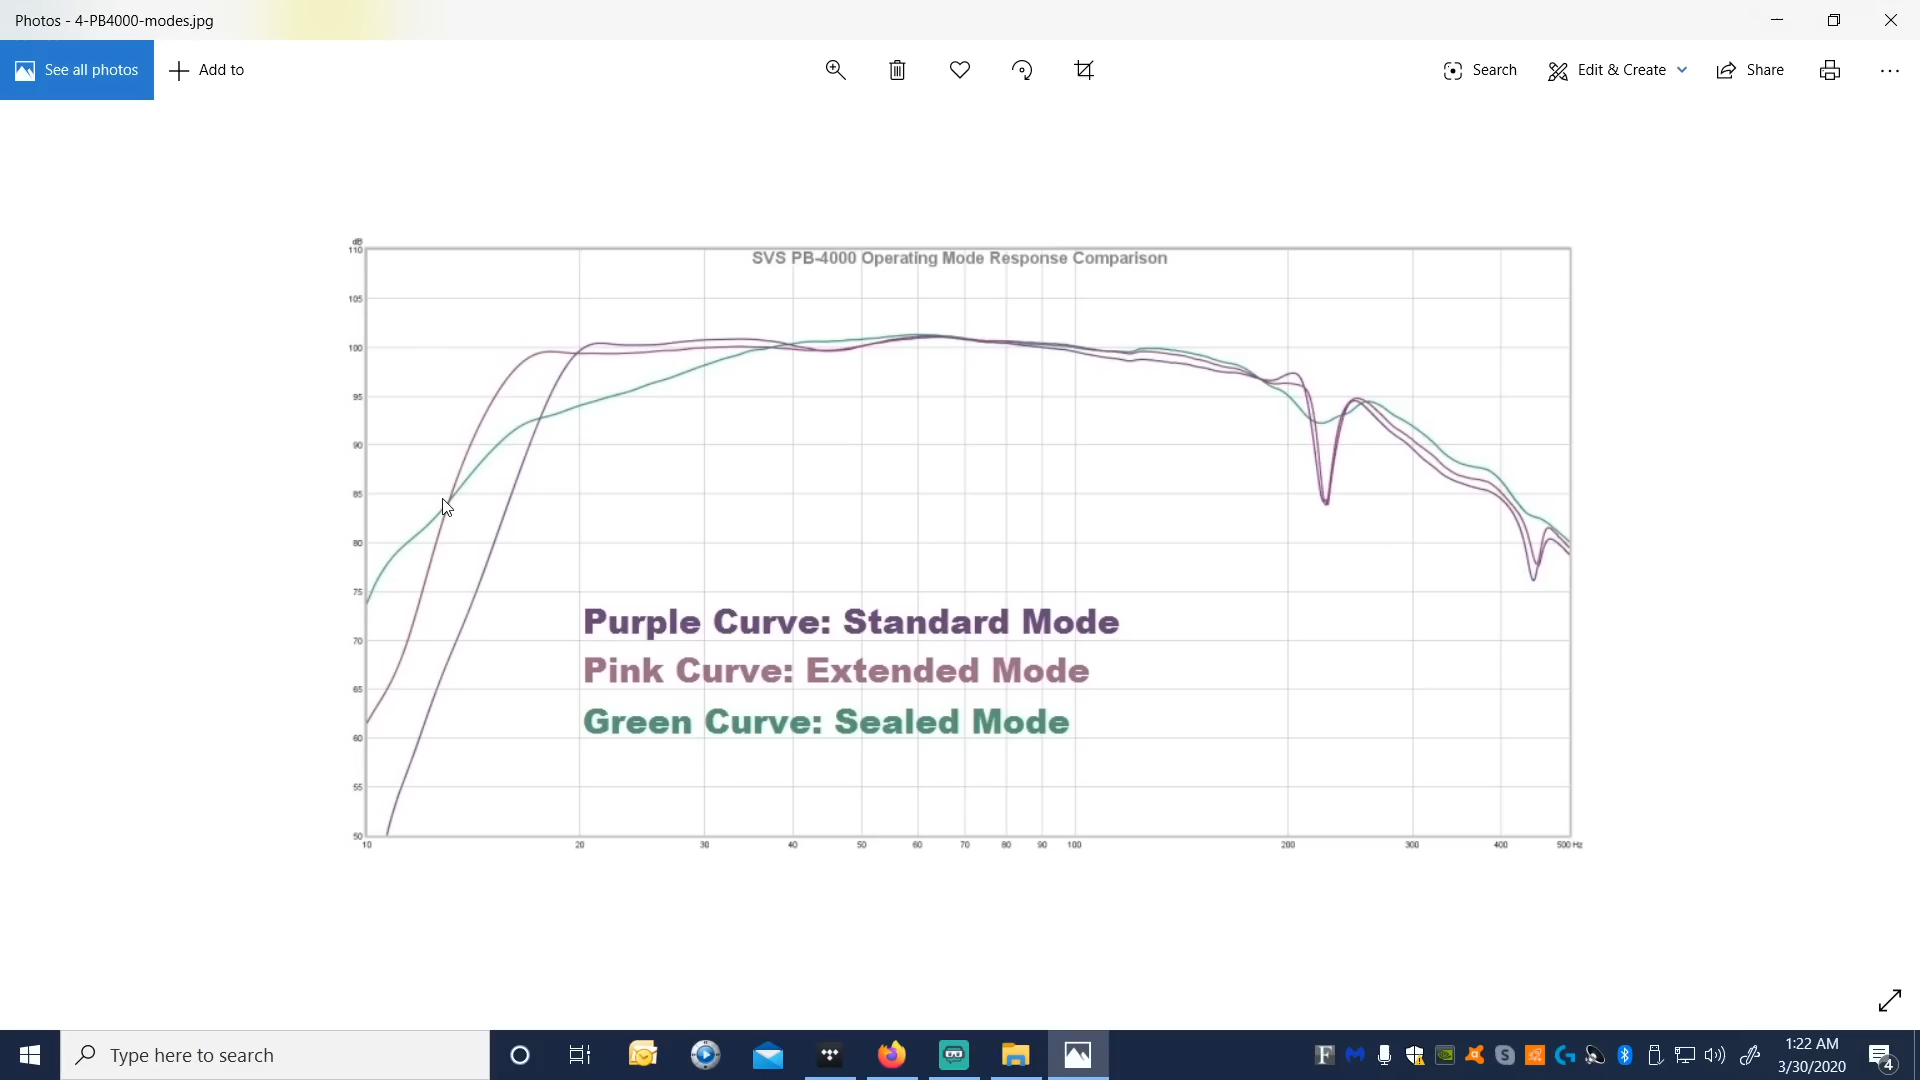 Photos - 4-PB4000-modes.jpg
See all photos
Add to
Search
Edit & Create
Share
dB
SVS PB-4000 Operating Mode Response Comparison
110
105
100
95
90
85
80
75
70
65
60
55
50
Purple Curve: Standard Mode
Pink Curve: Extended Mode
Green Curve: Sealed Mode
10 20 30 40 50 60 70 80 90 100 200 300 400 500 Hz
Type here to search
1:22 AM
3/30/2020
4